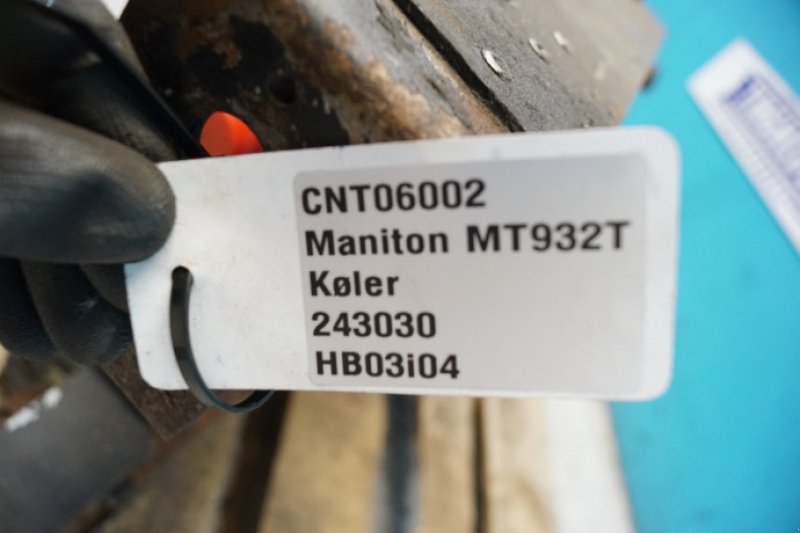 CNT06002
Maniton MT932T
Køler
243030
HB03i04